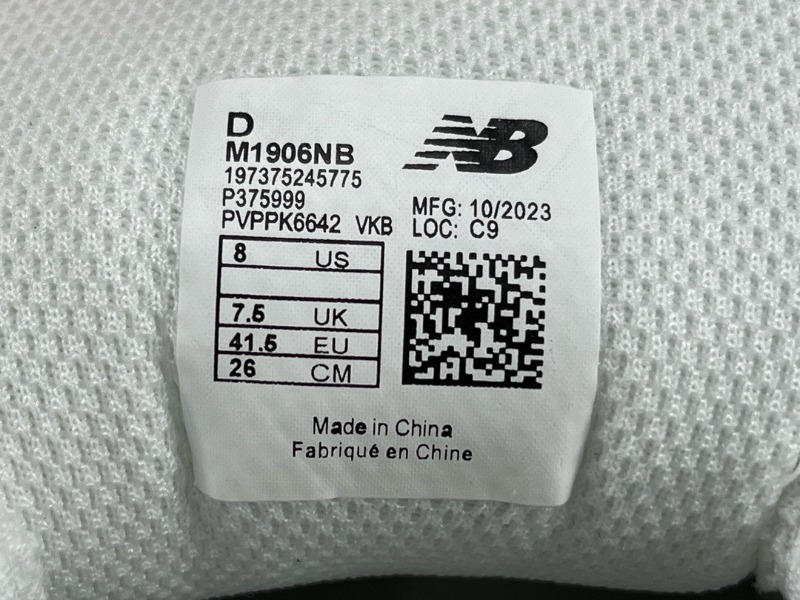 D
M1906NB
197375245775
P375999
PVPPK6642 VKB
NB
MFG: 10/2023
LOC: C9
8 US
7.5 UK
41.5 EU
26 CM
Made in China
Fabriqué en Chine